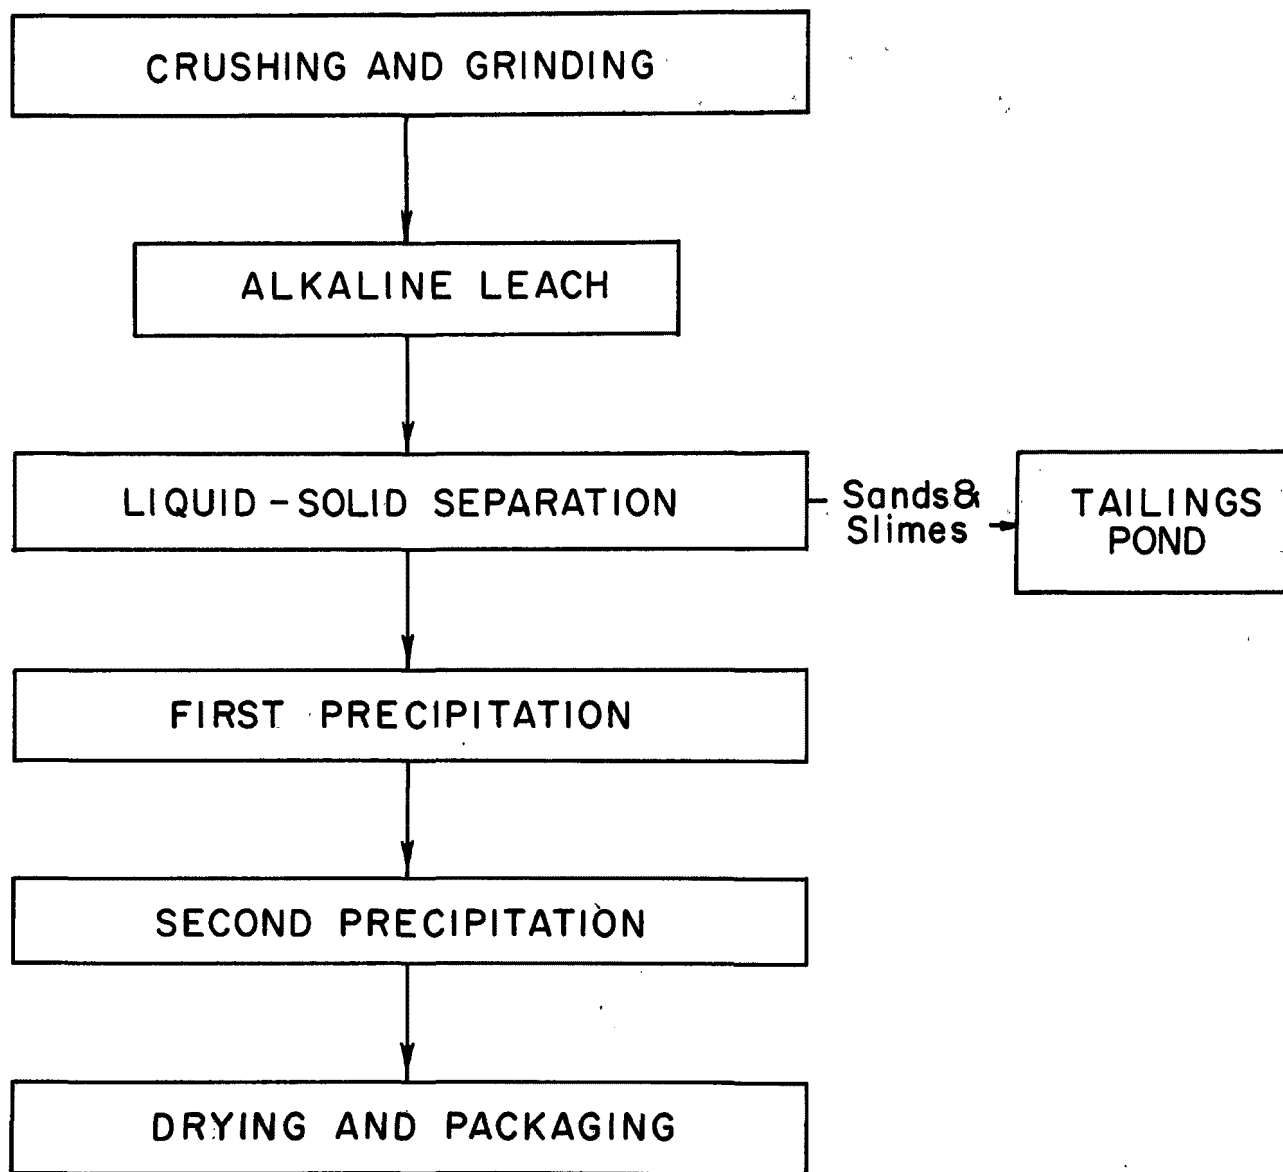 CRUSHING AND GRINDING
ALKALINE LEACH
LIQUID-SOLID SEPARATION
Sands&
Slimes
TAILINGS
POND
FIRST PRECIPITATION
SECOND PRECIPITATION
DRYING AND PACKAGING